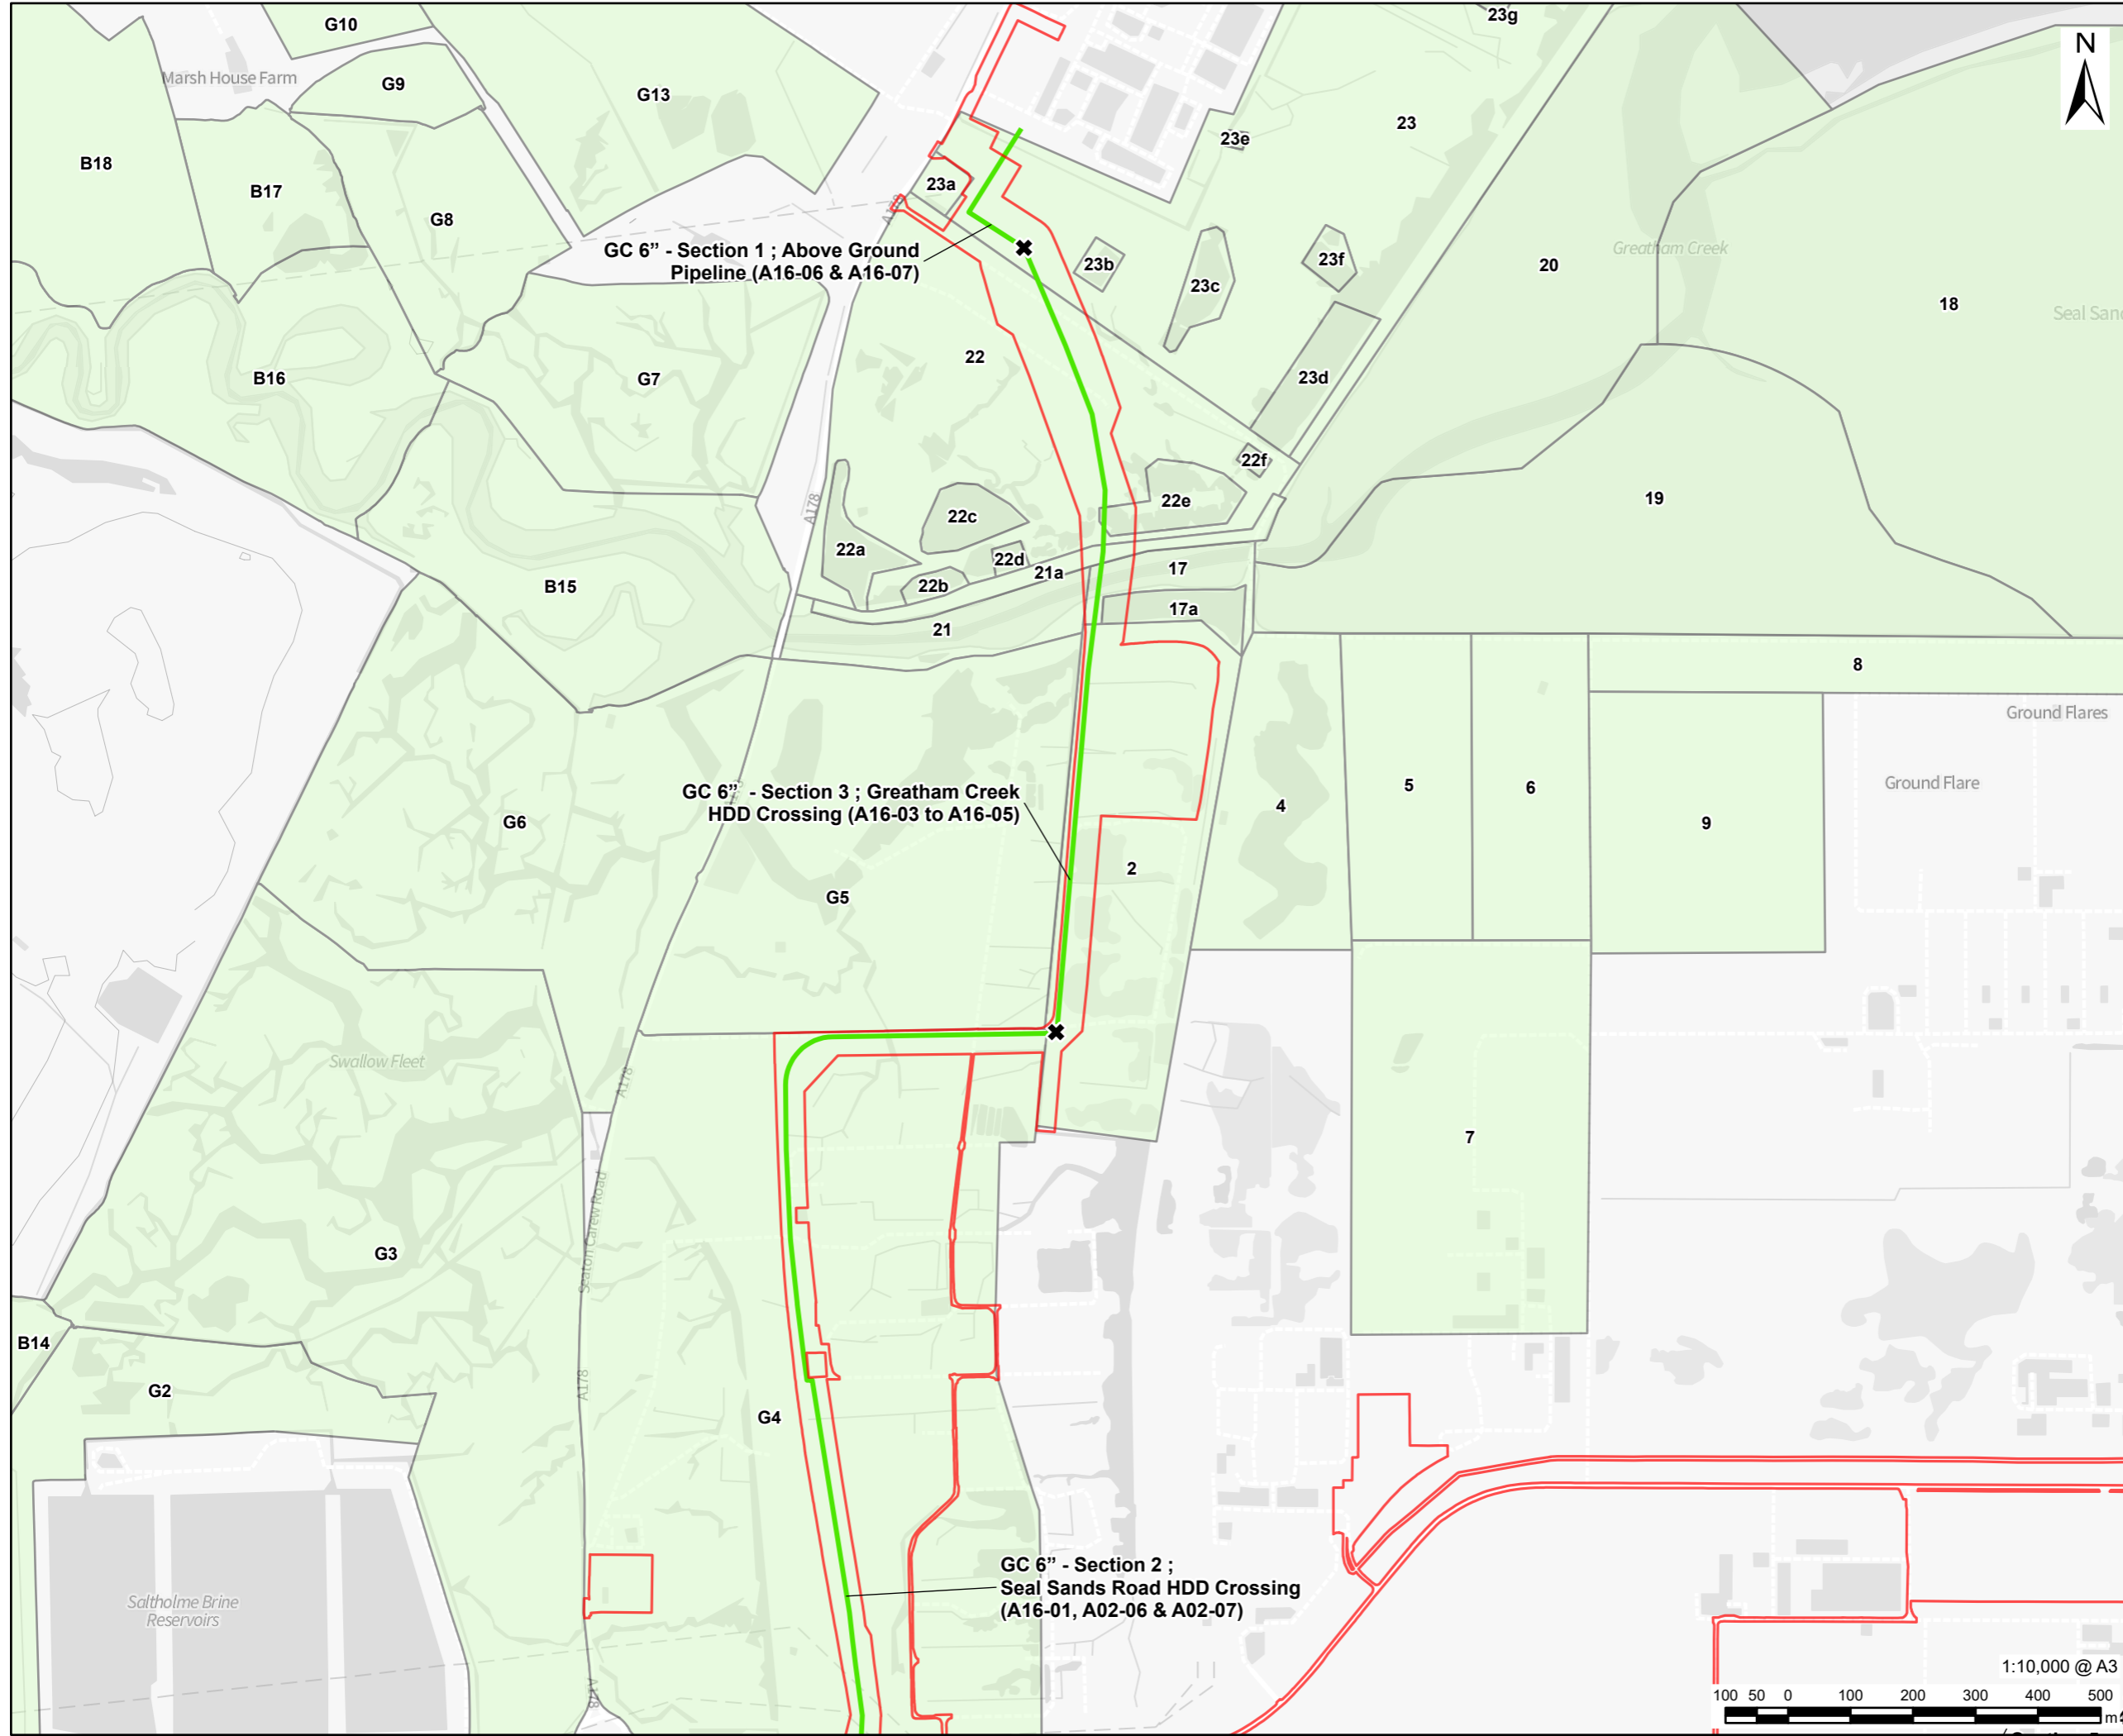 G10
23g
N
Marsh House Farm
G9
G13
23
B18
23e
B17
23a
G8
A178
GC 6” - Section 1 ; Above Ground
Pipeline (A16-06 & A16-07)
23b
23f
20
Greatham Creek
23c
18
Seal Sand
22
B16
G7
23d
22f
19
22e
A178
22c
22a
22d
21a
17
B15
22b
17a
21
8
Ground Flares
GC 6” - Section 3 ; Greatham Creek
HDD Crossing (A16-03 to A16-05)
5
6
Ground Flare
4
G6
9
2
G5
Swallow Fleet
A178
7
Seaton Carew Road
G3
B14
G2
A178
G4
GC 6” - Section 2 ;
Seal Sands Road HDD Crossing
(A16-01, A02-06 & A02-07)
Saltholme Brine
Reservoirs
1:10,000 @ A3
A178
100 50 0 100 200 300 400 500
m